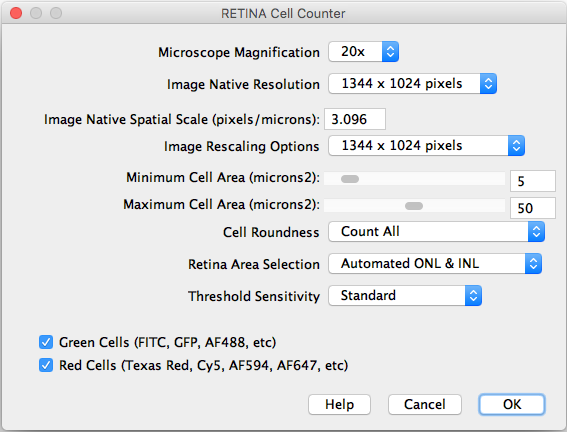 RETINA Cell Counter
Microscope Magnification 20x
Image Native Resolution 1344 x 1024 pixels
Image Native Spatial Scale (pixels/microns): 3.096
Image Rescaling Options 1344 x 1024 pixels
Minimum Cell Area (microns2): 5
Maximum Cell Area (microns2): 50
Cell Roundness Count All
Retina Area Selection Automated ONL & INL
Threshold Sensitivity Standard
Green Cells (FITC, GFP, AF488, etc)
Red Cells (Texas Red, Cy5, AF594, AF647, etc)
Help Cancel OK